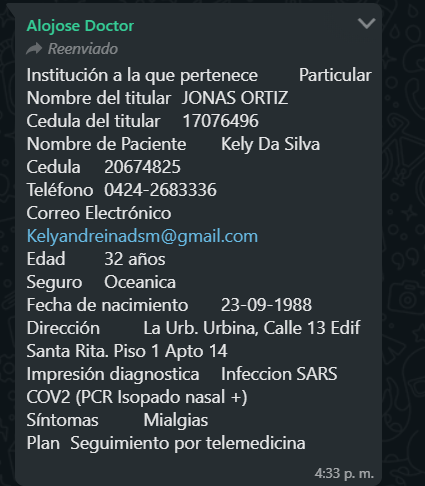 Alojose Doctor
Reenviado
Institución a la que pertenece Particular
Nombre del titular JONAS ORTIZ
Cedula del titular 17076496
Nombre de Paciente Kely Da Silva
Cedula 20674825
Teléfono 0424-2683336
Correo Electrónico
Kelyandreinadsm@gmail.com
Edad 32 años
Seguro Oceanica
Fecha de nacimiento 23-09-1988
Dirección La Urb. Urbina, Calle 13 Edif
Santa Rita. Piso 1 Apto 14
Impresión diagnostica Infeccion SARS
COV2 (PCR Isopado nasal +)
Síntomas Mialgias
Plan Seguimiento por telemedicina
4:33 p. m.